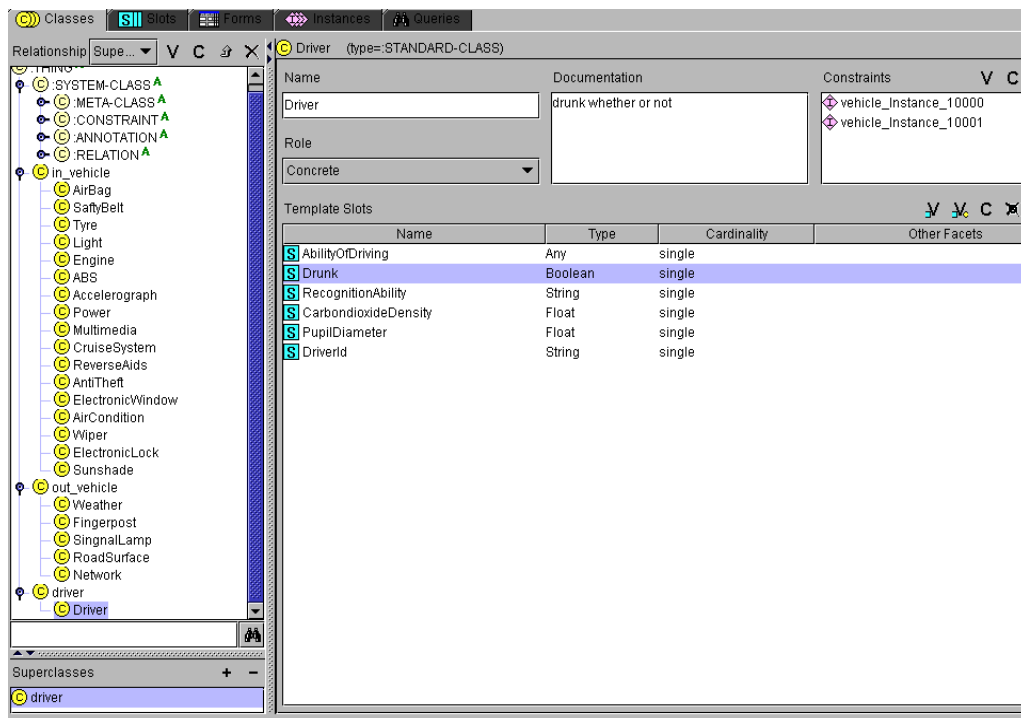 Classes Slots Forms Instances Queries
Relationship Supe... V C
Driver (type=:STANDARD-CLASS)
:THING A
:SYSTEM-CLASS A
:META-CLASS A
:CONSTRAINT A
:ANNOTATION A
:RELATION A
in_vehicle
AirBag
SaftyBelt
Tyre
Light
Engine
ABS
Accelerograph
Power
Multimedia
CruiseSystem
ReverseAids
AntiTheft
ElectronicWindow
AirCondition
Wiper
ElectronicLock
Sunshade
out_vehicle
Weather
Fingerpost
SingnalLamp
RoadSurface
Network
driver
Driver
Superclasses + −
driver
Name Documentation Constraints V C
Driver
drunk whether or not
vehicle_Instance_10000
vehicle_Instance_10001
Role
Concrete
Template Slots V V C
Name Type Cardinality Other Facets
AbilityOfDriving Any single
Drunk Boolean single
RecognitionAbility String single
CarbondioxideDensity Float single
PupilDiameter Float single
DriverId String single